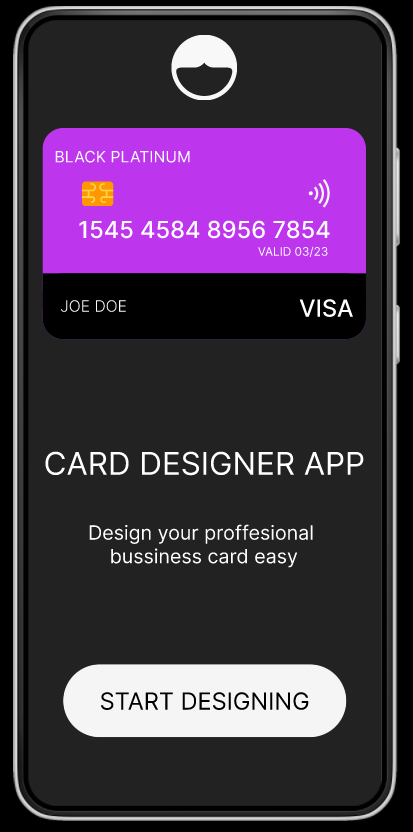 BLACK PLATINUM
1545 4584 8956 7854
VALID 03/23
JOE DOE VISA
CARD DESIGNER APP
Design your proffesional
bussiness card easy
START DESIGNING